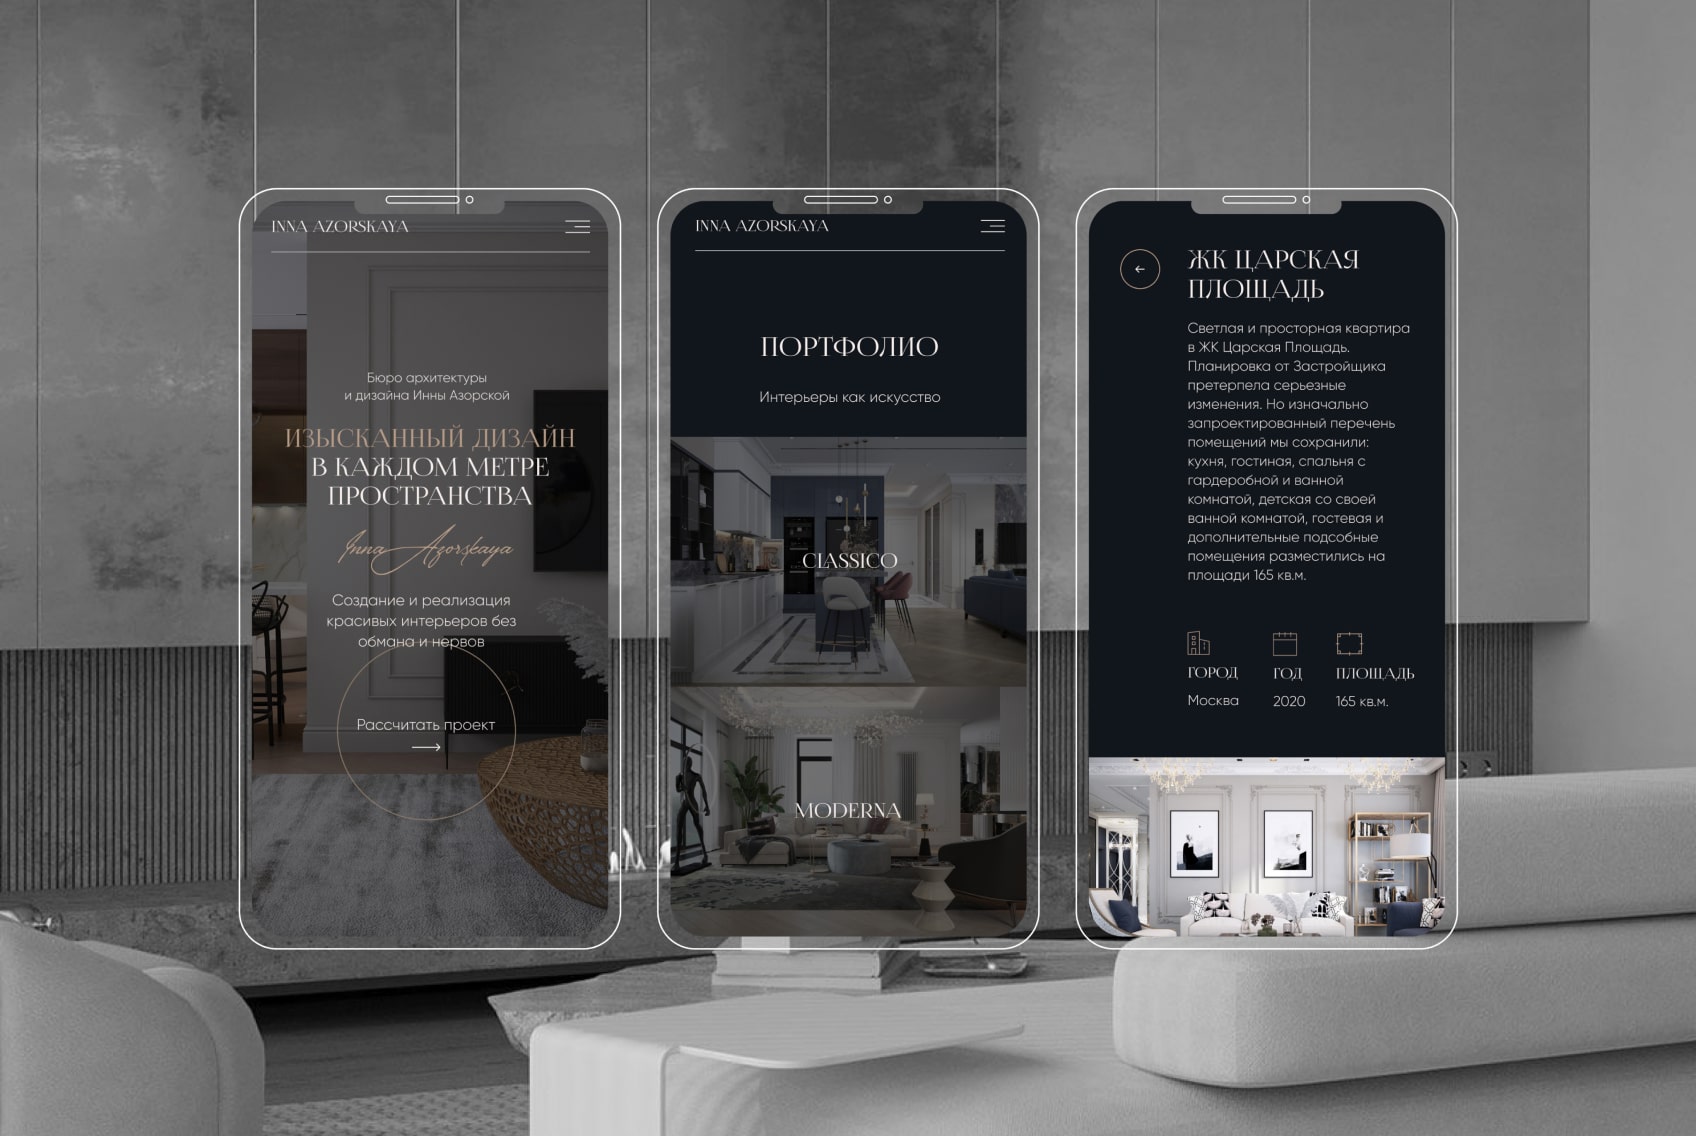 INNA AZORSKAYA
Бюро архитектуры
и дизайна Инны Азорской
ИЗЫСКАННЫЙ ДИЗАЙН
В КАЖДОМ МЕТРЕ
ПРОСТРАНСТВА
Inna Azorskaya
Создание и реализация
красивых интерьеров без
обмана и нервов
Рассчитать проект
INNA AZORSKAYA
ПОРТФОЛИО
Интерьеры как искусство
CLASSICO
MODERNA
ЖК ЦАРСКАЯ
ПЛОЩАДЬ
Светлая и просторная квартира
в ЖК Царская Площадь.
Планировка от Застройщика
претерпела серьезные
изменения. Но изначально
запроектированный перечень
помещений мы сохранили:
кухня, гостиная, спальня с
гардеробной и ванной
комнатой, детская со своей
ванной комнатой, гостевая и
дополнительные подсобные
помещения разместились на
площади 165 кв.м.
ГОРОД ГОД ПЛОЩАДЬ
Москва 2020 165 кв.м.